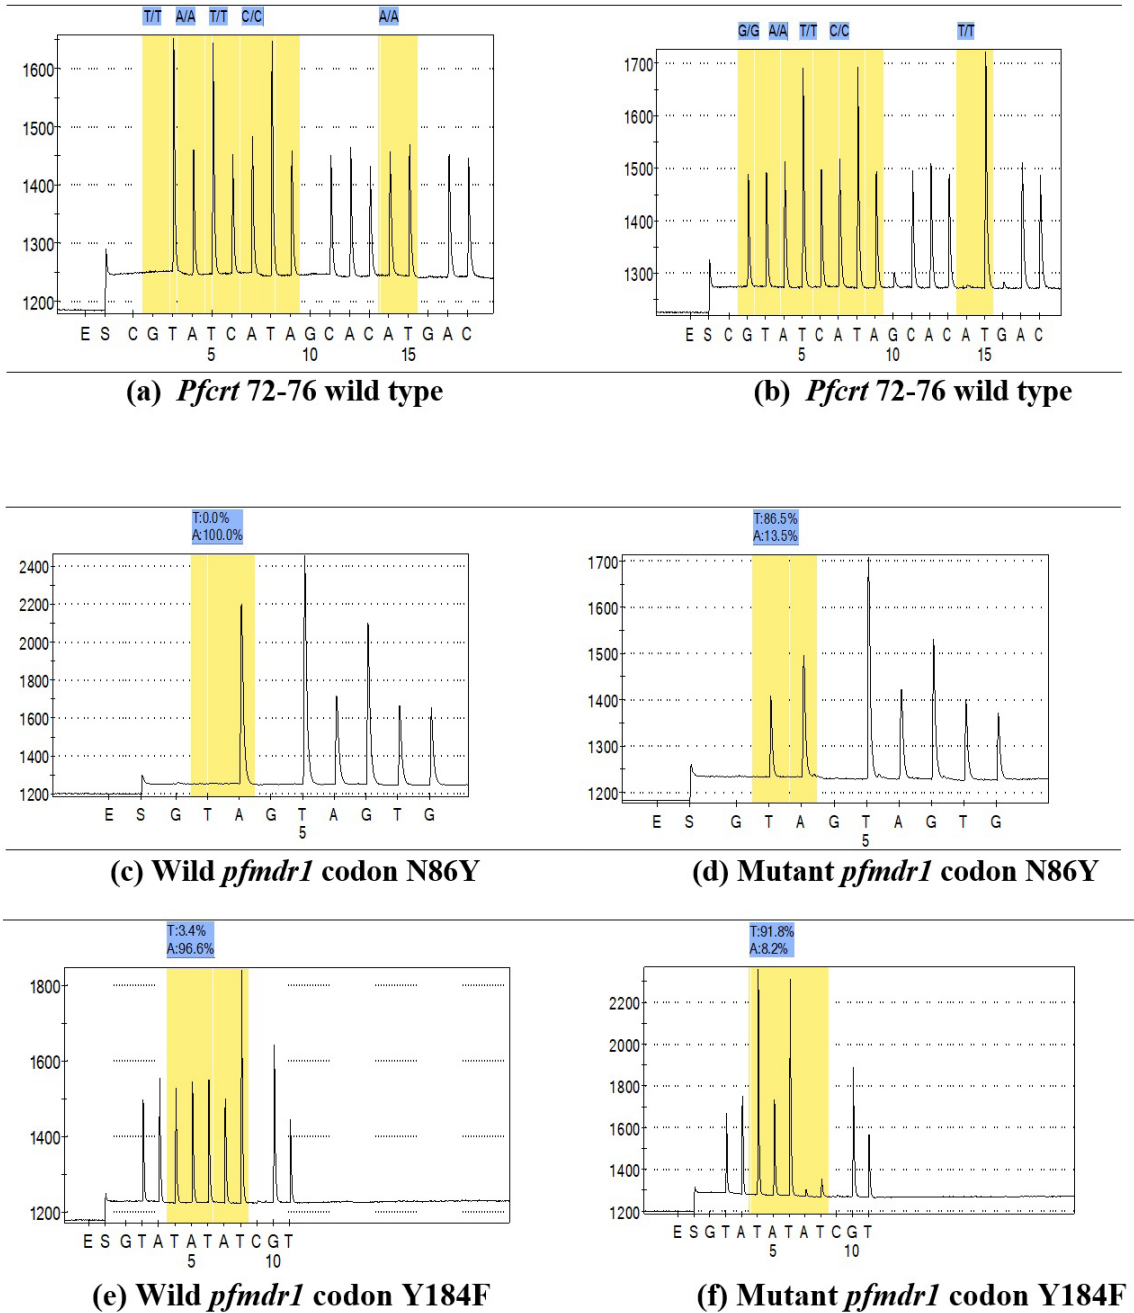 T/T A/A T/T C/C A/A
1600
1500
1400
1300
1200
E S C G T A T C A T A G C A C A T G A C
5 10 15
(a) Pfcrt 72-76 wild type
G/G A/A T/T C/C T/T
1700
1600
1500
1400
1300
E S C G T A T C A T A G C A C A T G A C
5 10 15
(b) Pfcrt 72-76 wild type
T:0.0%
A:100.0%
2400
2200
2000
1800
1600
1400
1200
E S G T A G T A G T G
5
(c) Wild pfmdr1 codon N86Y
T:86.5%
A:13.5%
1700
1600
1500
1400
1300
1200
E S G T A G T A G T G
5
(d) Mutant pfmdr1 codon N86Y
T:3.4%
A:96.6%
1800
1600
1400
1200
E S G T A T A T A T C G T
5 10
(e) Wild pfmdr1 codon Y184F
T:91.8%
A:8.2%
2200
2000
1800
1600
1400
1200
E S G T A T A T A T C G T
5 10
(f) Mutant pfmdr1 codon Y184F